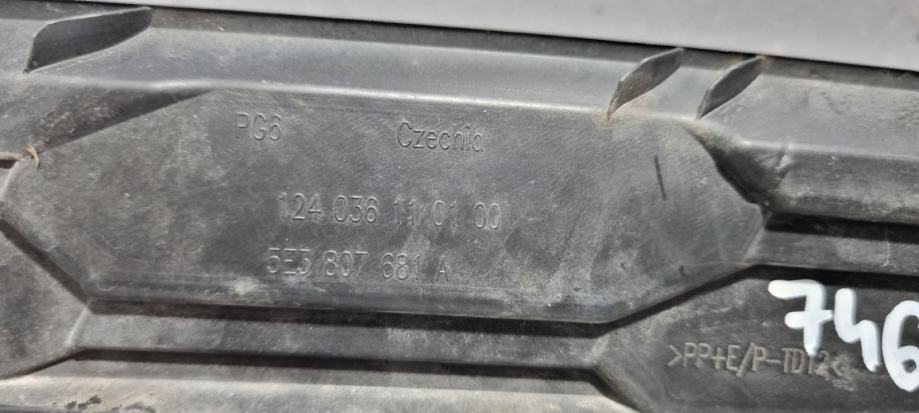 PG6 Czechia
124 036 11 01 00
5E3 807 681 A
746
>PP+E/P-TD12<